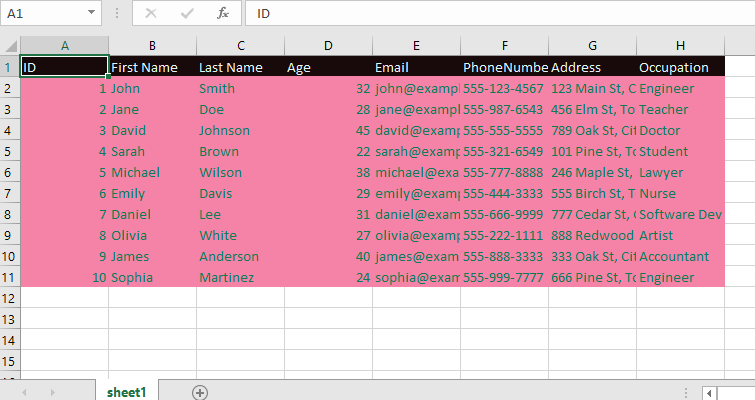 A1 fx ID
A B C D E F G H
1 ID First Name Last Name Age Email PhoneNumbe Address Occupation
2 1 John Smith 32 john@exampl 555-123-4567 123 Main St, C Engineer
3 2 Jane Doe 28 jane@exampl 555-987-6543 456 Elm St, To Teacher
4 3 David Johnson 45 david@exam 555-555-5555 789 Oak St, Cit Doctor
5 4 Sarah Brown 22 sarah@exam 555-321-6549 101 Pine St, To Student
6 5 Michael Wilson 38 michael@exa 555-777-8888 246 Maple St, Lawyer
7 6 Emily Davis 29 emily@exam 555-444-3333 555 Birch St, T Nurse
8 7 Daniel Lee 31 daniel@exam 555-666-9999 777 Cedar St, Software Dev
9 8 Olivia White 27 olivia@exam 555-222-1111 888 Redwood Artist
10 9 James Anderson 40 james@exam 555-888-3333 333 Oak St, Cit Accountant
11 10 Sophia Martinez 24 sophia@exam 555-999-7777 666 Pine St, To Engineer
12
13
14
15
sheet1